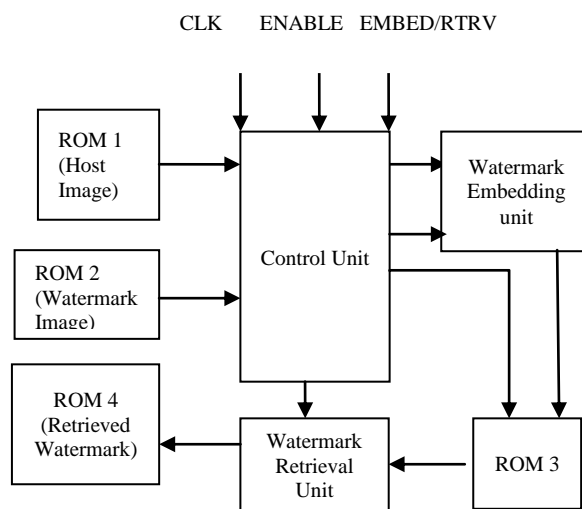 CLK ENABLE EMBED/RTRV
ROM 1
(Host
Image)
Watermark
Embedding
unit
Control Unit
ROM 2
(Watermark
Image)
ROM 4
(Retrieved
Watermark)
Watermark
Retrieval
Unit
ROM 3